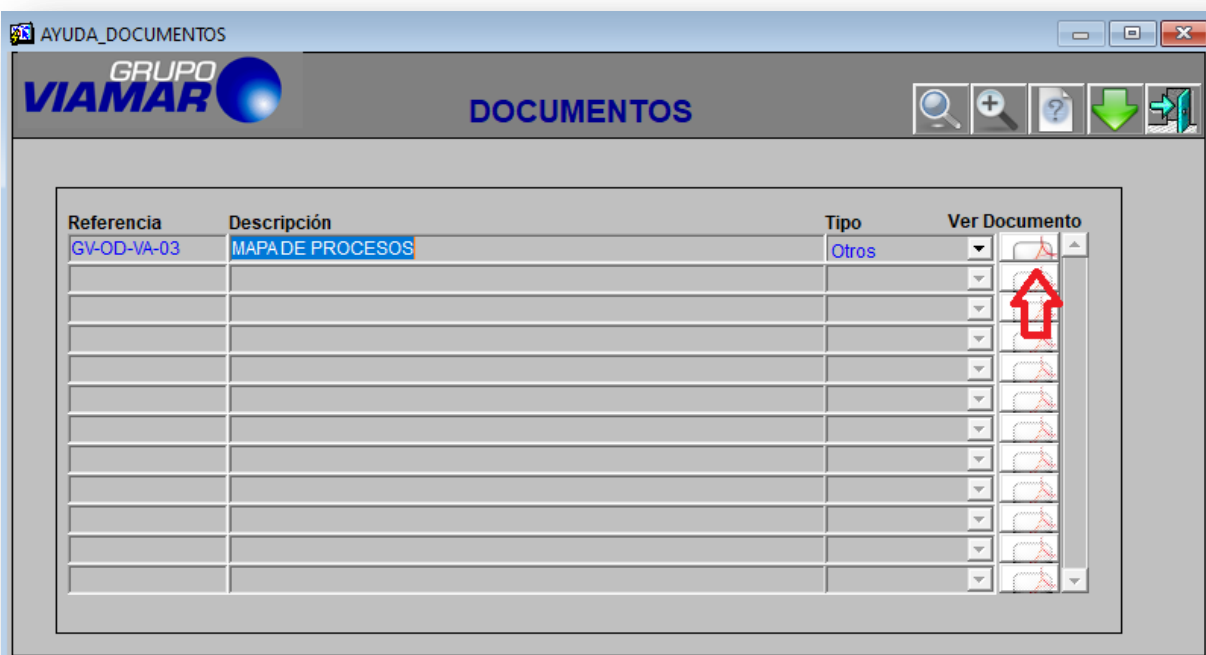 AYUDA_DOCUMENTOS
GRUPO
VIAMAR
DOCUMENTOS
Referencia Descripción Tipo Ver Documento
GV-OD-VA-03 MAPA DE PROCESOS Otros